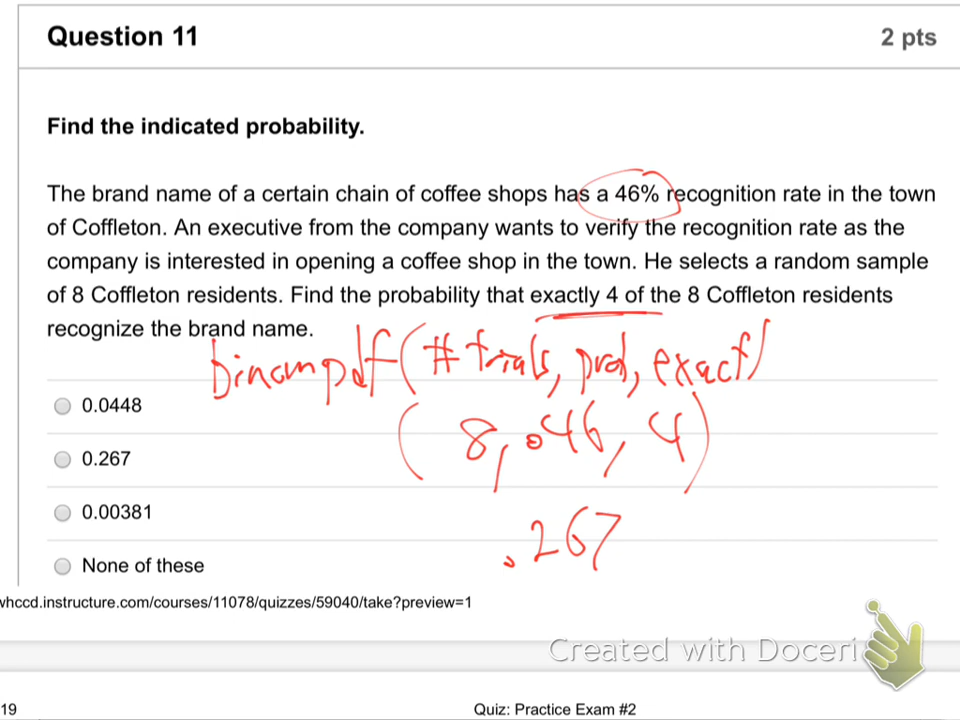 Question 11
2 pts
Find the indicated probability.
The brand name of a certain chain of coffee shops has a 46% recognition rate in the town
of Coffleton. An executive from the company wants to verify the recognition rate as the
company is interested in opening a coffee shop in the town. He selects a random sample
of 8 Coffleton residents. Find the probability that exactly 4 of the 8 Coffleton residents
recognize the brand name.
binompdf(# trials, prob, exact)
0.0448
(8, .46, 4)
0.267
0.00381
.267
None of these
vhccd.instructure.com/courses/11078/quizzes/59040/take?preview=1
Created with Doceri
19
Quiz: Practice Exam #2